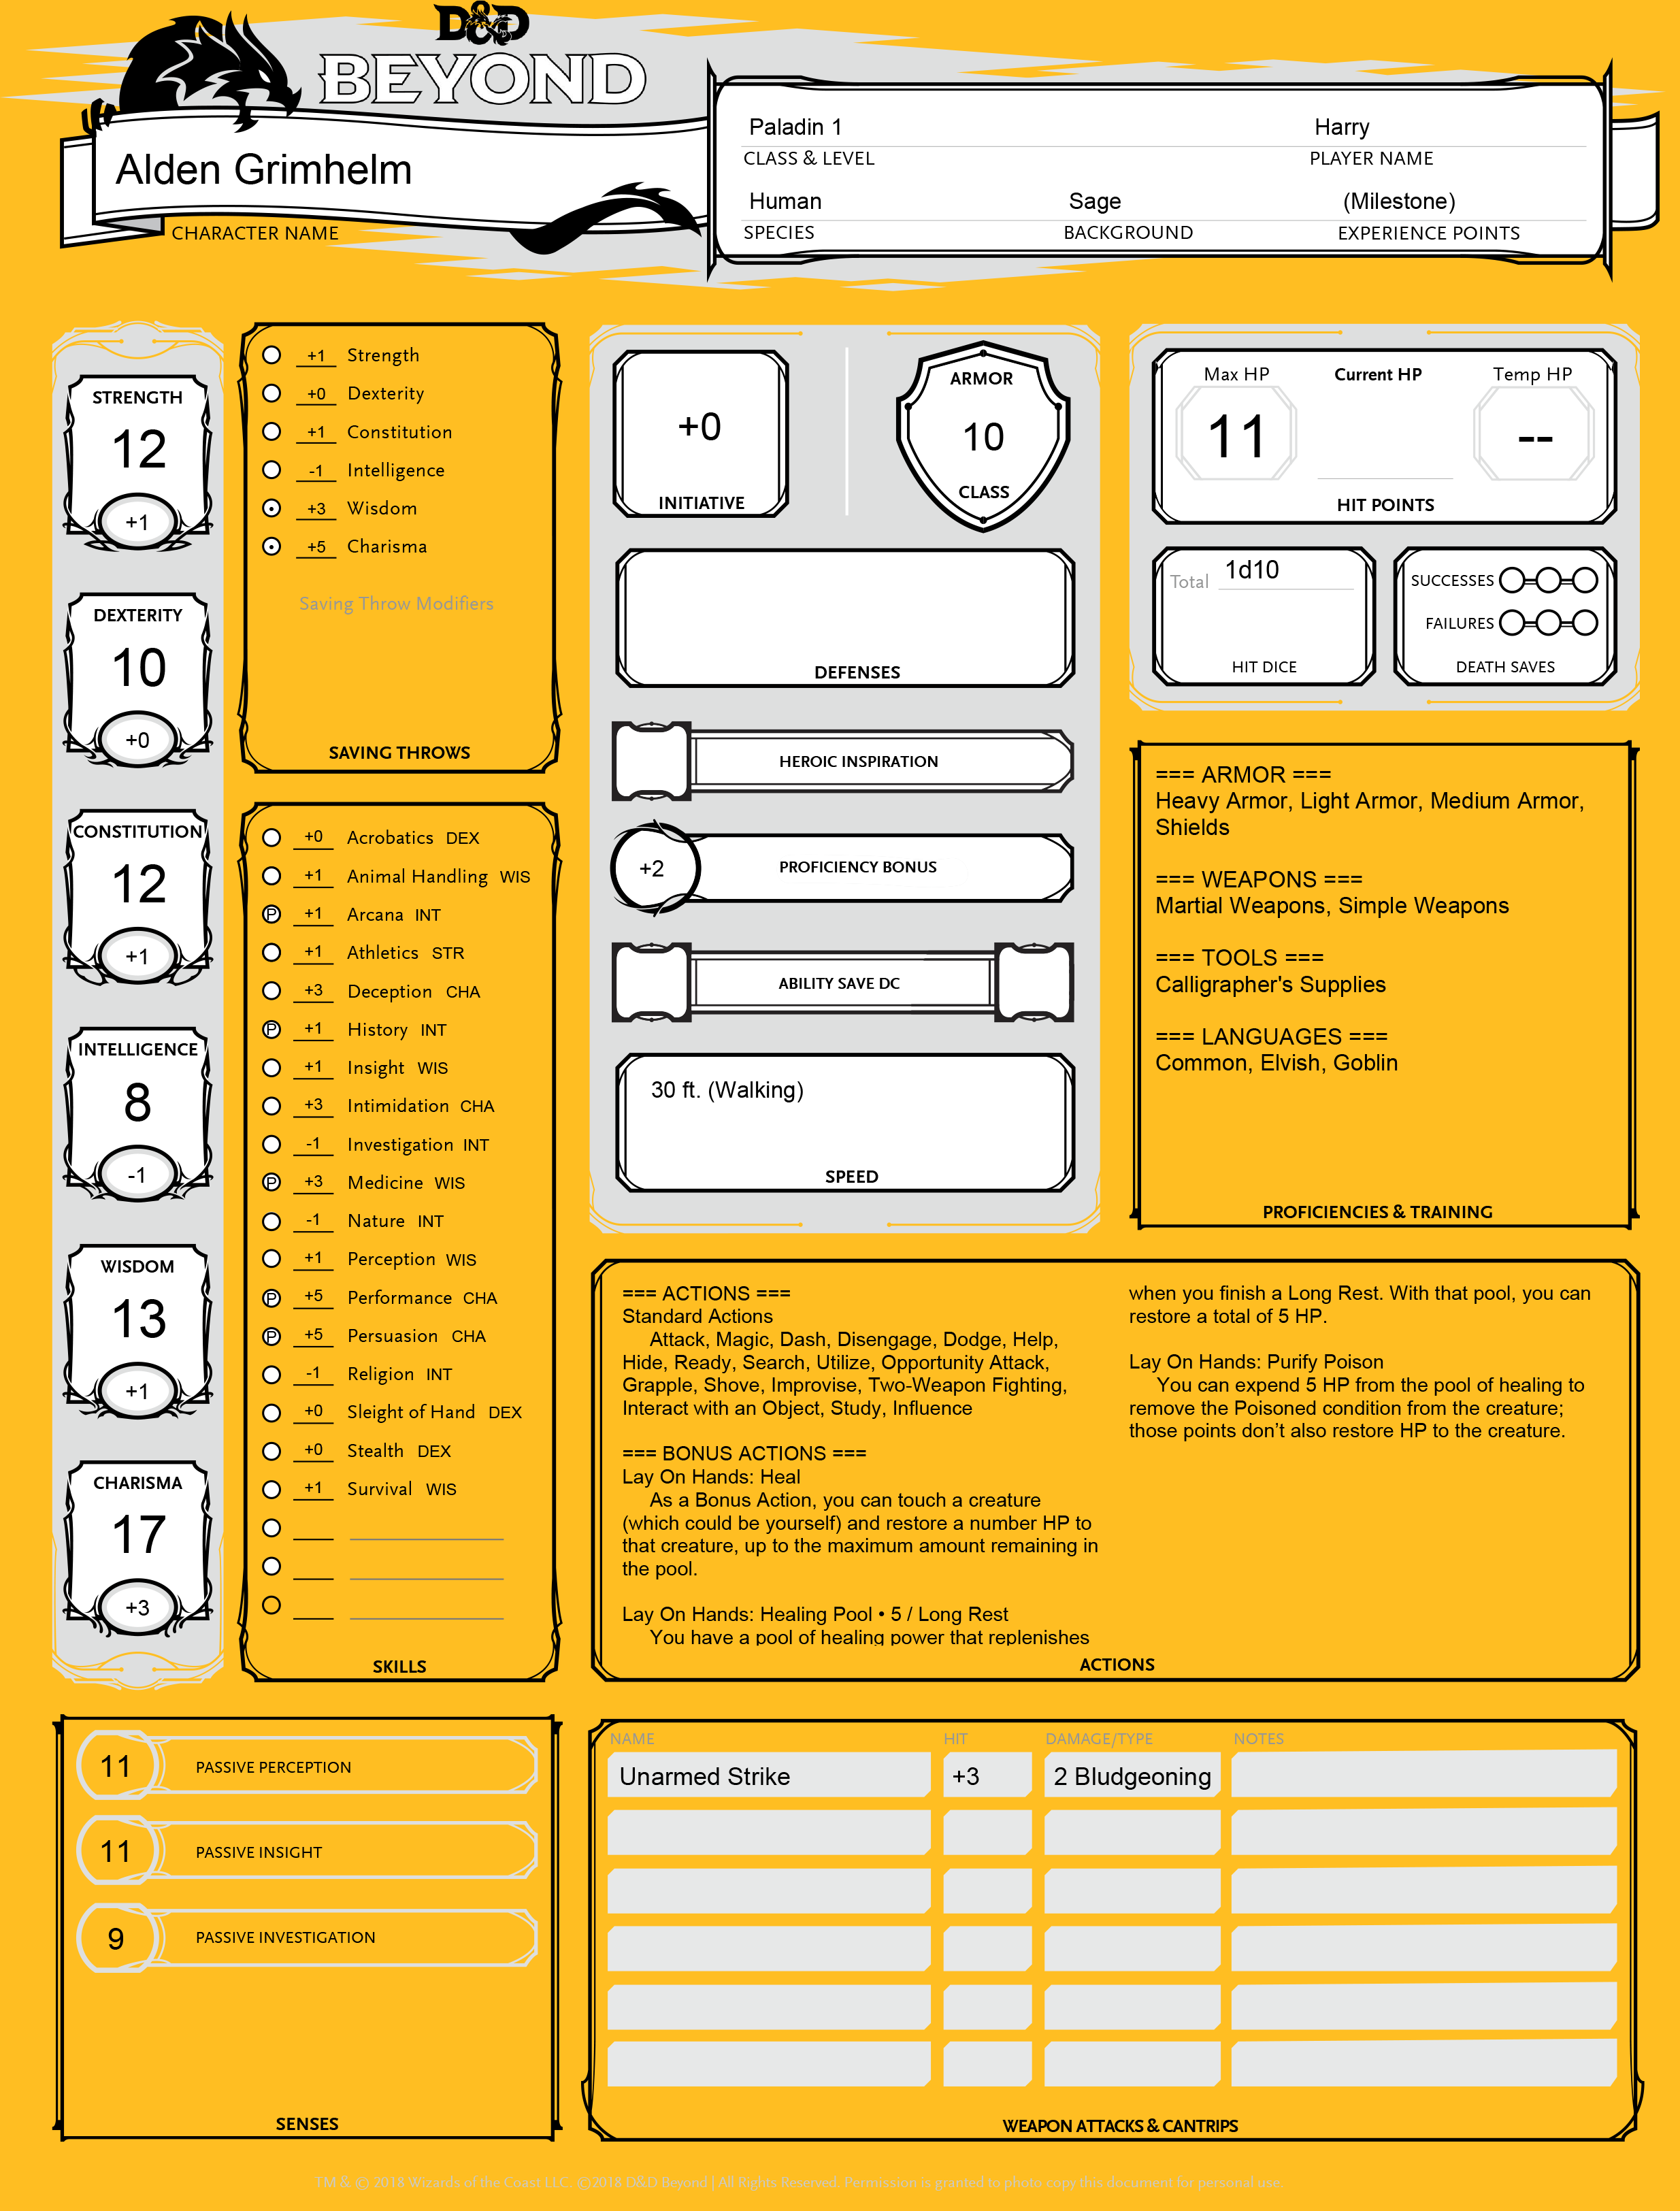 D&D
BEYOND
Alden Grimhelm
CHARACTER NAME
Paladin 1
Harry
CLASS & LEVEL
PLAYER NAME
Human
Sage
(Milestone)
SPECIES
BACKGROUND
EXPERIENCE POINTS
STRENGTH
12
+1
DEXTERITY
10
+0
CONSTITUTION
12
+1
INTELLIGENCE
8
-1
WISDOM
13
+1
CHARISMA
17
+3
+1 Strength
+0 Dexterity
+1 Constitution
-1 Intelligence
• +3 Wisdom
• +5 Charisma
Saving Throw Modifiers
SAVING THROWS
+0 Acrobatics DEX
+1 Animal Handling WIS
P +1 Arcana INT
+1 Athletics STR
+3 Deception CHA
P +1 History INT
+1 Insight WIS
+3 Intimidation CHA
-1 Investigation INT
P +3 Medicine WIS
-1 Nature INT
+1 Perception WIS
P +5 Performance CHA
P +5 Persuasion CHA
-1 Religion INT
+0 Sleight of Hand DEX
+0 Stealth DEX
+1 Survival WIS
SKILLS
+0
INITIATIVE
ARMOR
10
CLASS
DEFENSES
HEROIC INSPIRATION
+2
PROFICIENCY BONUS
ABILITY SAVE DC
30 ft. (Walking)
SPEED
Max HP
Current HP
Temp HP
11
--
HIT POINTS
Total 1d10
HIT DICE
SUCCESSES
FAILURES
DEATH SAVES
=== ARMOR ===
Heavy Armor, Light Armor, Medium Armor,
Shields
=== WEAPONS ===
Martial Weapons, Simple Weapons
=== TOOLS ===
Calligrapher's Supplies
=== LANGUAGES ===
Common, Elvish, Goblin
PROFICIENCIES & TRAINING
=== ACTIONS ===
Standard Actions
Attack, Magic, Dash, Disengage, Dodge, Help,
Hide, Ready, Search, Utilize, Opportunity Attack,
Grapple, Shove, Improvise, Two-Weapon Fighting,
Interact with an Object, Study, Influence
=== BONUS ACTIONS ===
Lay On Hands: Heal
As a Bonus Action, you can touch a creature
(which could be yourself) and restore a number HP to
that creature, up to the maximum amount remaining in
the pool.
Lay On Hands: Healing Pool • 5 / Long Rest
You have a pool of healing power that replenishes
when you finish a Long Rest. With that pool, you can
restore a total of 5 HP.
Lay On Hands: Purify Poison
You can expend 5 HP from the pool of healing to
remove the Poisoned condition from the creature;
those points don’t also restore HP to the creature.
ACTIONS
11 PASSIVE PERCEPTION
11 PASSIVE INSIGHT
9 PASSIVE INVESTIGATION
SENSES
NAME HIT DAMAGE/TYPE NOTES
Unarmed Strike +3 2 Bludgeoning
WEAPON ATTACKS & CANTRIPS
TM & © 2018 Wizards of the Coast LLC. ©2018 D&D Beyond | All Rights Reserved. Permission is granted to photo copy this document for personal use.